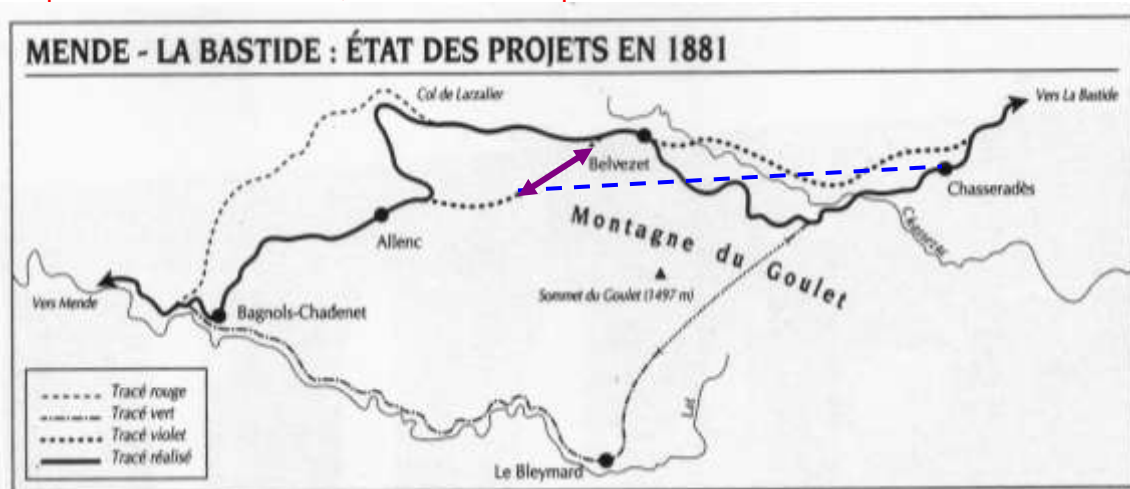 MENDE - LA BASTIDE : ÉTAT DES PROJETS EN 1881
Col de Larzalier
Vers La Bastide
Belvezet
Chasseradès
Allenc
Montagne du Goulet
Chassezac
Sommet du Goulet (1497 m)
Vers Mende
Bagnols-Chadenet
Tracé rouge
Tracé vert
Tracé violet
Tracé réalisé
Lot
Le Bleymard